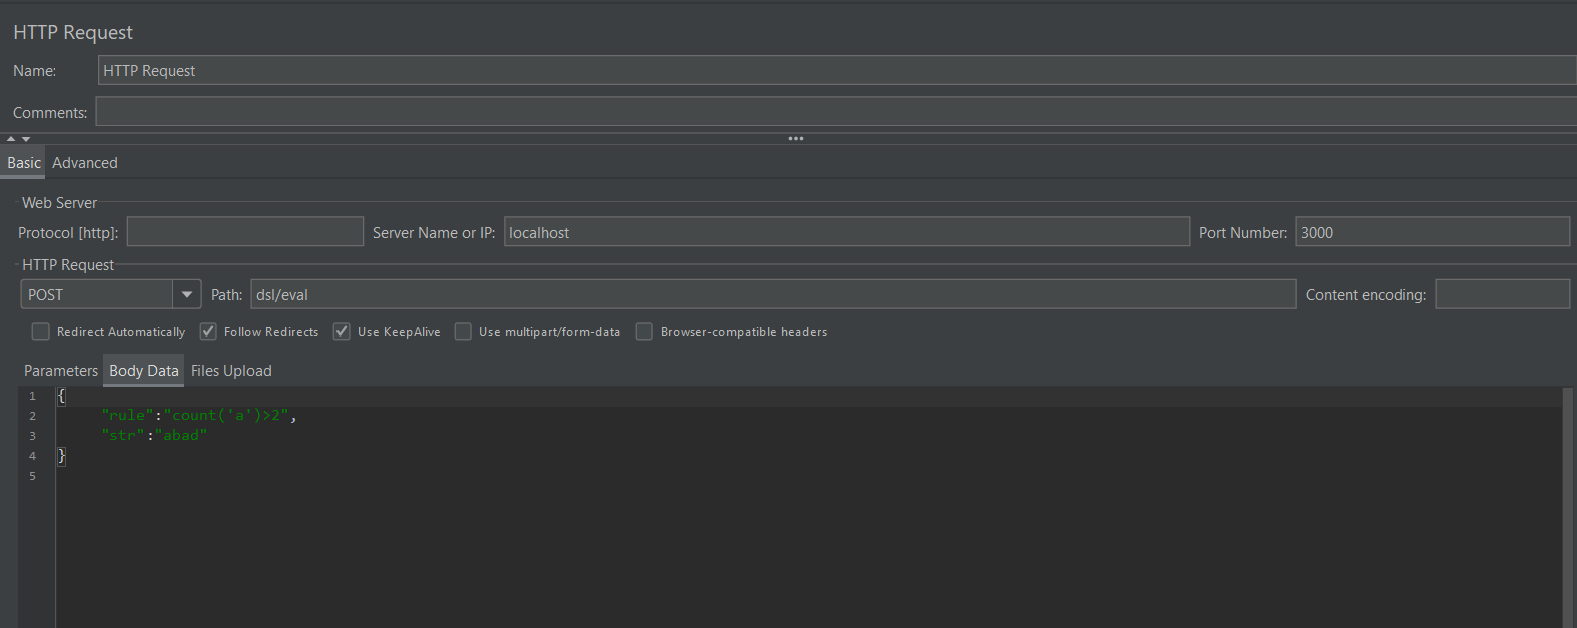 HTTP Request
Name: HTTP Request
Comments:
Basic Advanced
Web Server
Protocol [http]: Server Name or IP: localhost Port Number: 3000
HTTP Request
POST Path: dsl/eval Content encoding:
Redirect Automatically Follow Redirects Use KeepAlive Use multipart/form-data Browser-compatible headers
Parameters Body Data Files Upload
1 {
2 "rule":"count('a')>2",
3 "str":"abad"
4 }
5